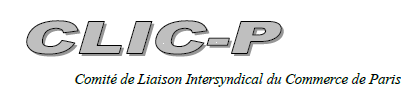 CLIC-P
Comité de Liaison Intersyndical du Commerce de Paris